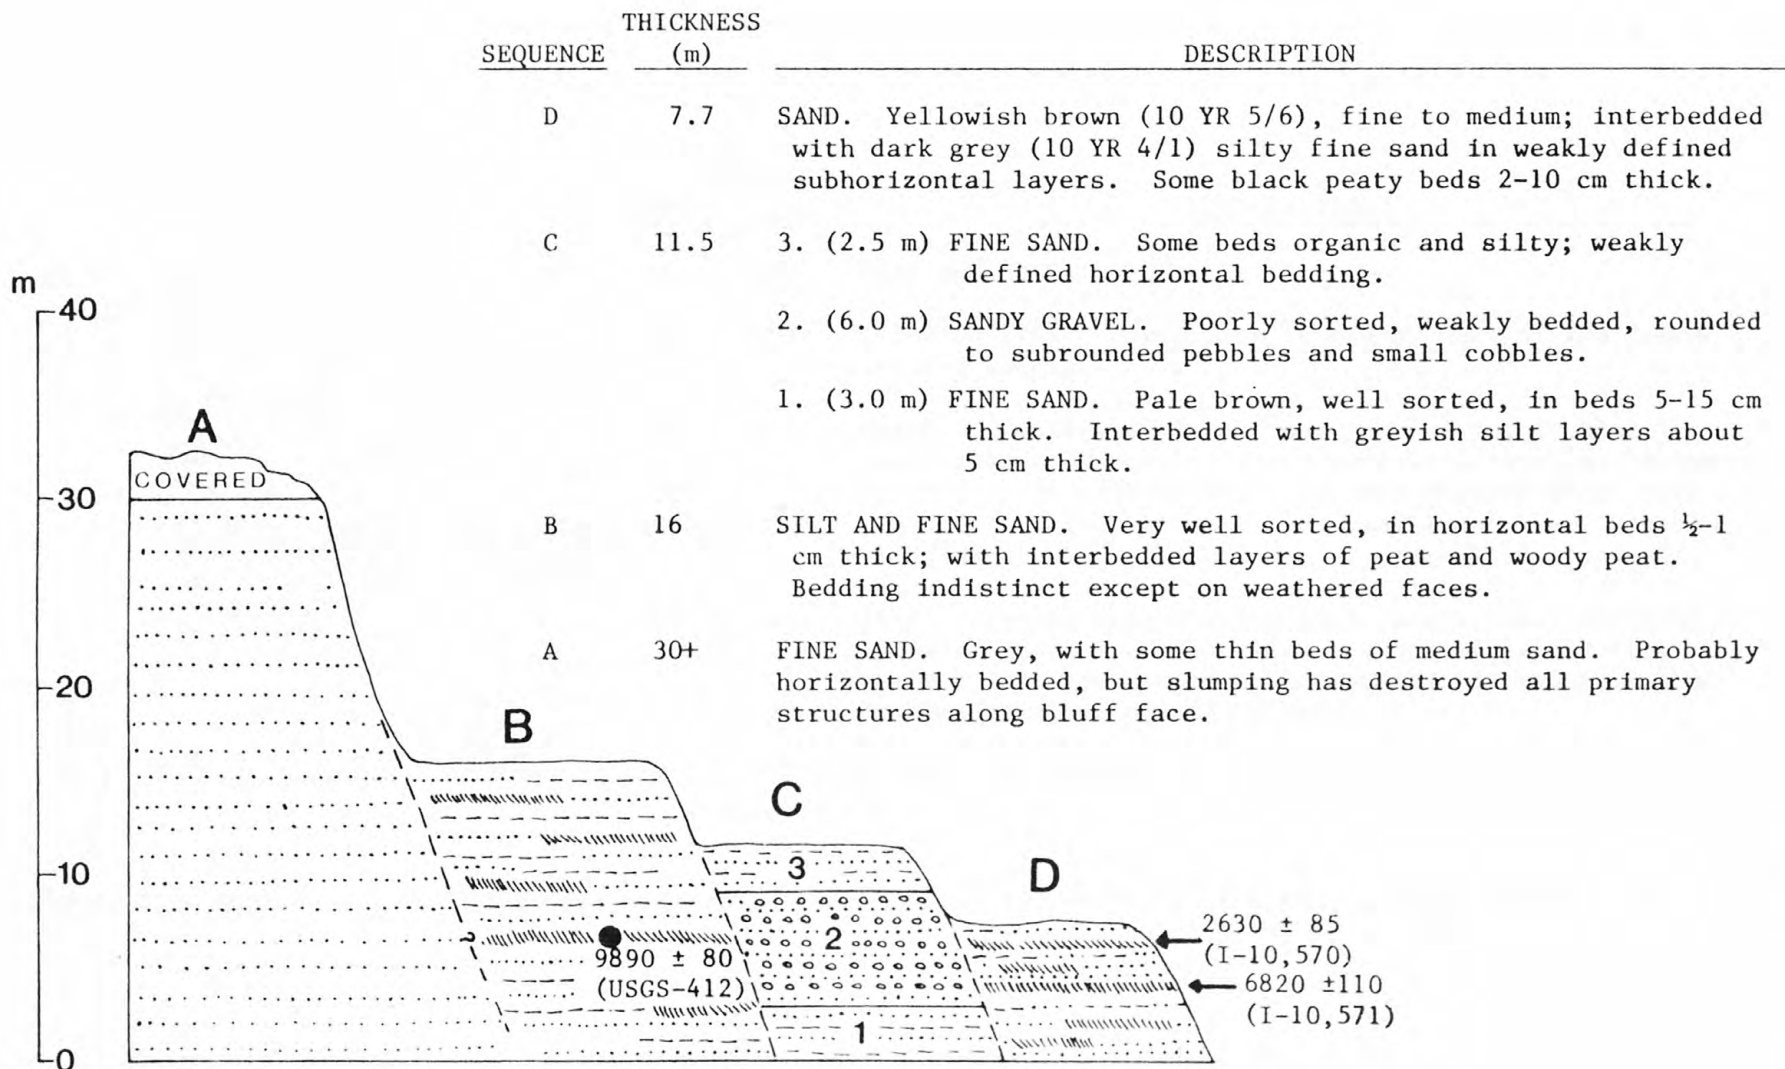 THICKNESS
SEQUENCE (m) DESCRIPTION
D 7.7 SAND. Yellowish brown (10 YR 5/6), fine to medium; interbedded
with dark grey (10 YR 4/1) silty fine sand in weakly defined
subhorizontal layers. Some black peaty beds 2-10 cm thick.
C 11.5 3. (2.5 m) FINE SAND. Some beds organic and silty; weakly
defined horizontal bedding.
2. (6.0 m) SANDY GRAVEL. Poorly sorted, weakly bedded, rounded
to subrounded pebbles and small cobbles.
1. (3.0 m) FINE SAND. Pale brown, well sorted, in beds 5-15 cm
thick. Interbedded with greyish silt layers about
5 cm thick.
B 16 SILT AND FINE SAND. Very well sorted, in horizontal beds ½-1
cm thick; with interbedded layers of peat and woody peat.
Bedding indistinct except on weathered faces.
A 30+ FINE SAND. Grey, with some thin beds of medium sand. Probably
horizontally bedded, but slumping has destroyed all primary
structures along bluff face.
m
40
30
20
10
0
A
COVERED
B
?
9890 ± 80
(USGS-412)
C
3
2
1
D
2630 ± 85
(I-10,570)
6820 ±110
(I-10,571)